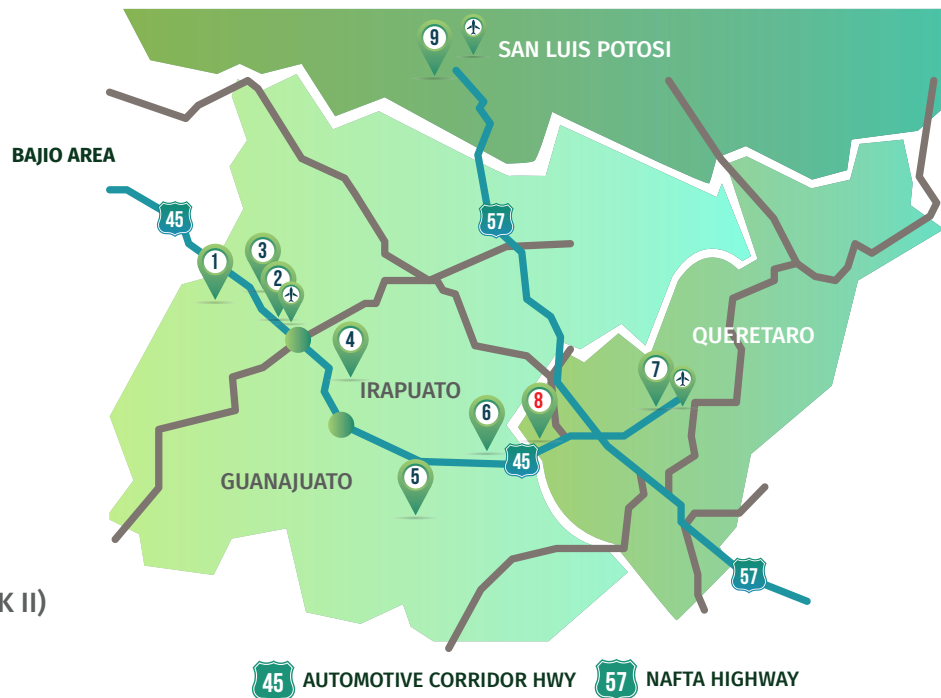 9
SAN LUIS POTOSI
BAJIO AREA
45
57
3
1
2
4
QUERETARO
7
IRAPUATO
8
6
45
5
GUANAJUATO
57
K II)
45 AUTOMOTIVE CORRIDOR HWY 57 NAFTA HIGHWAY